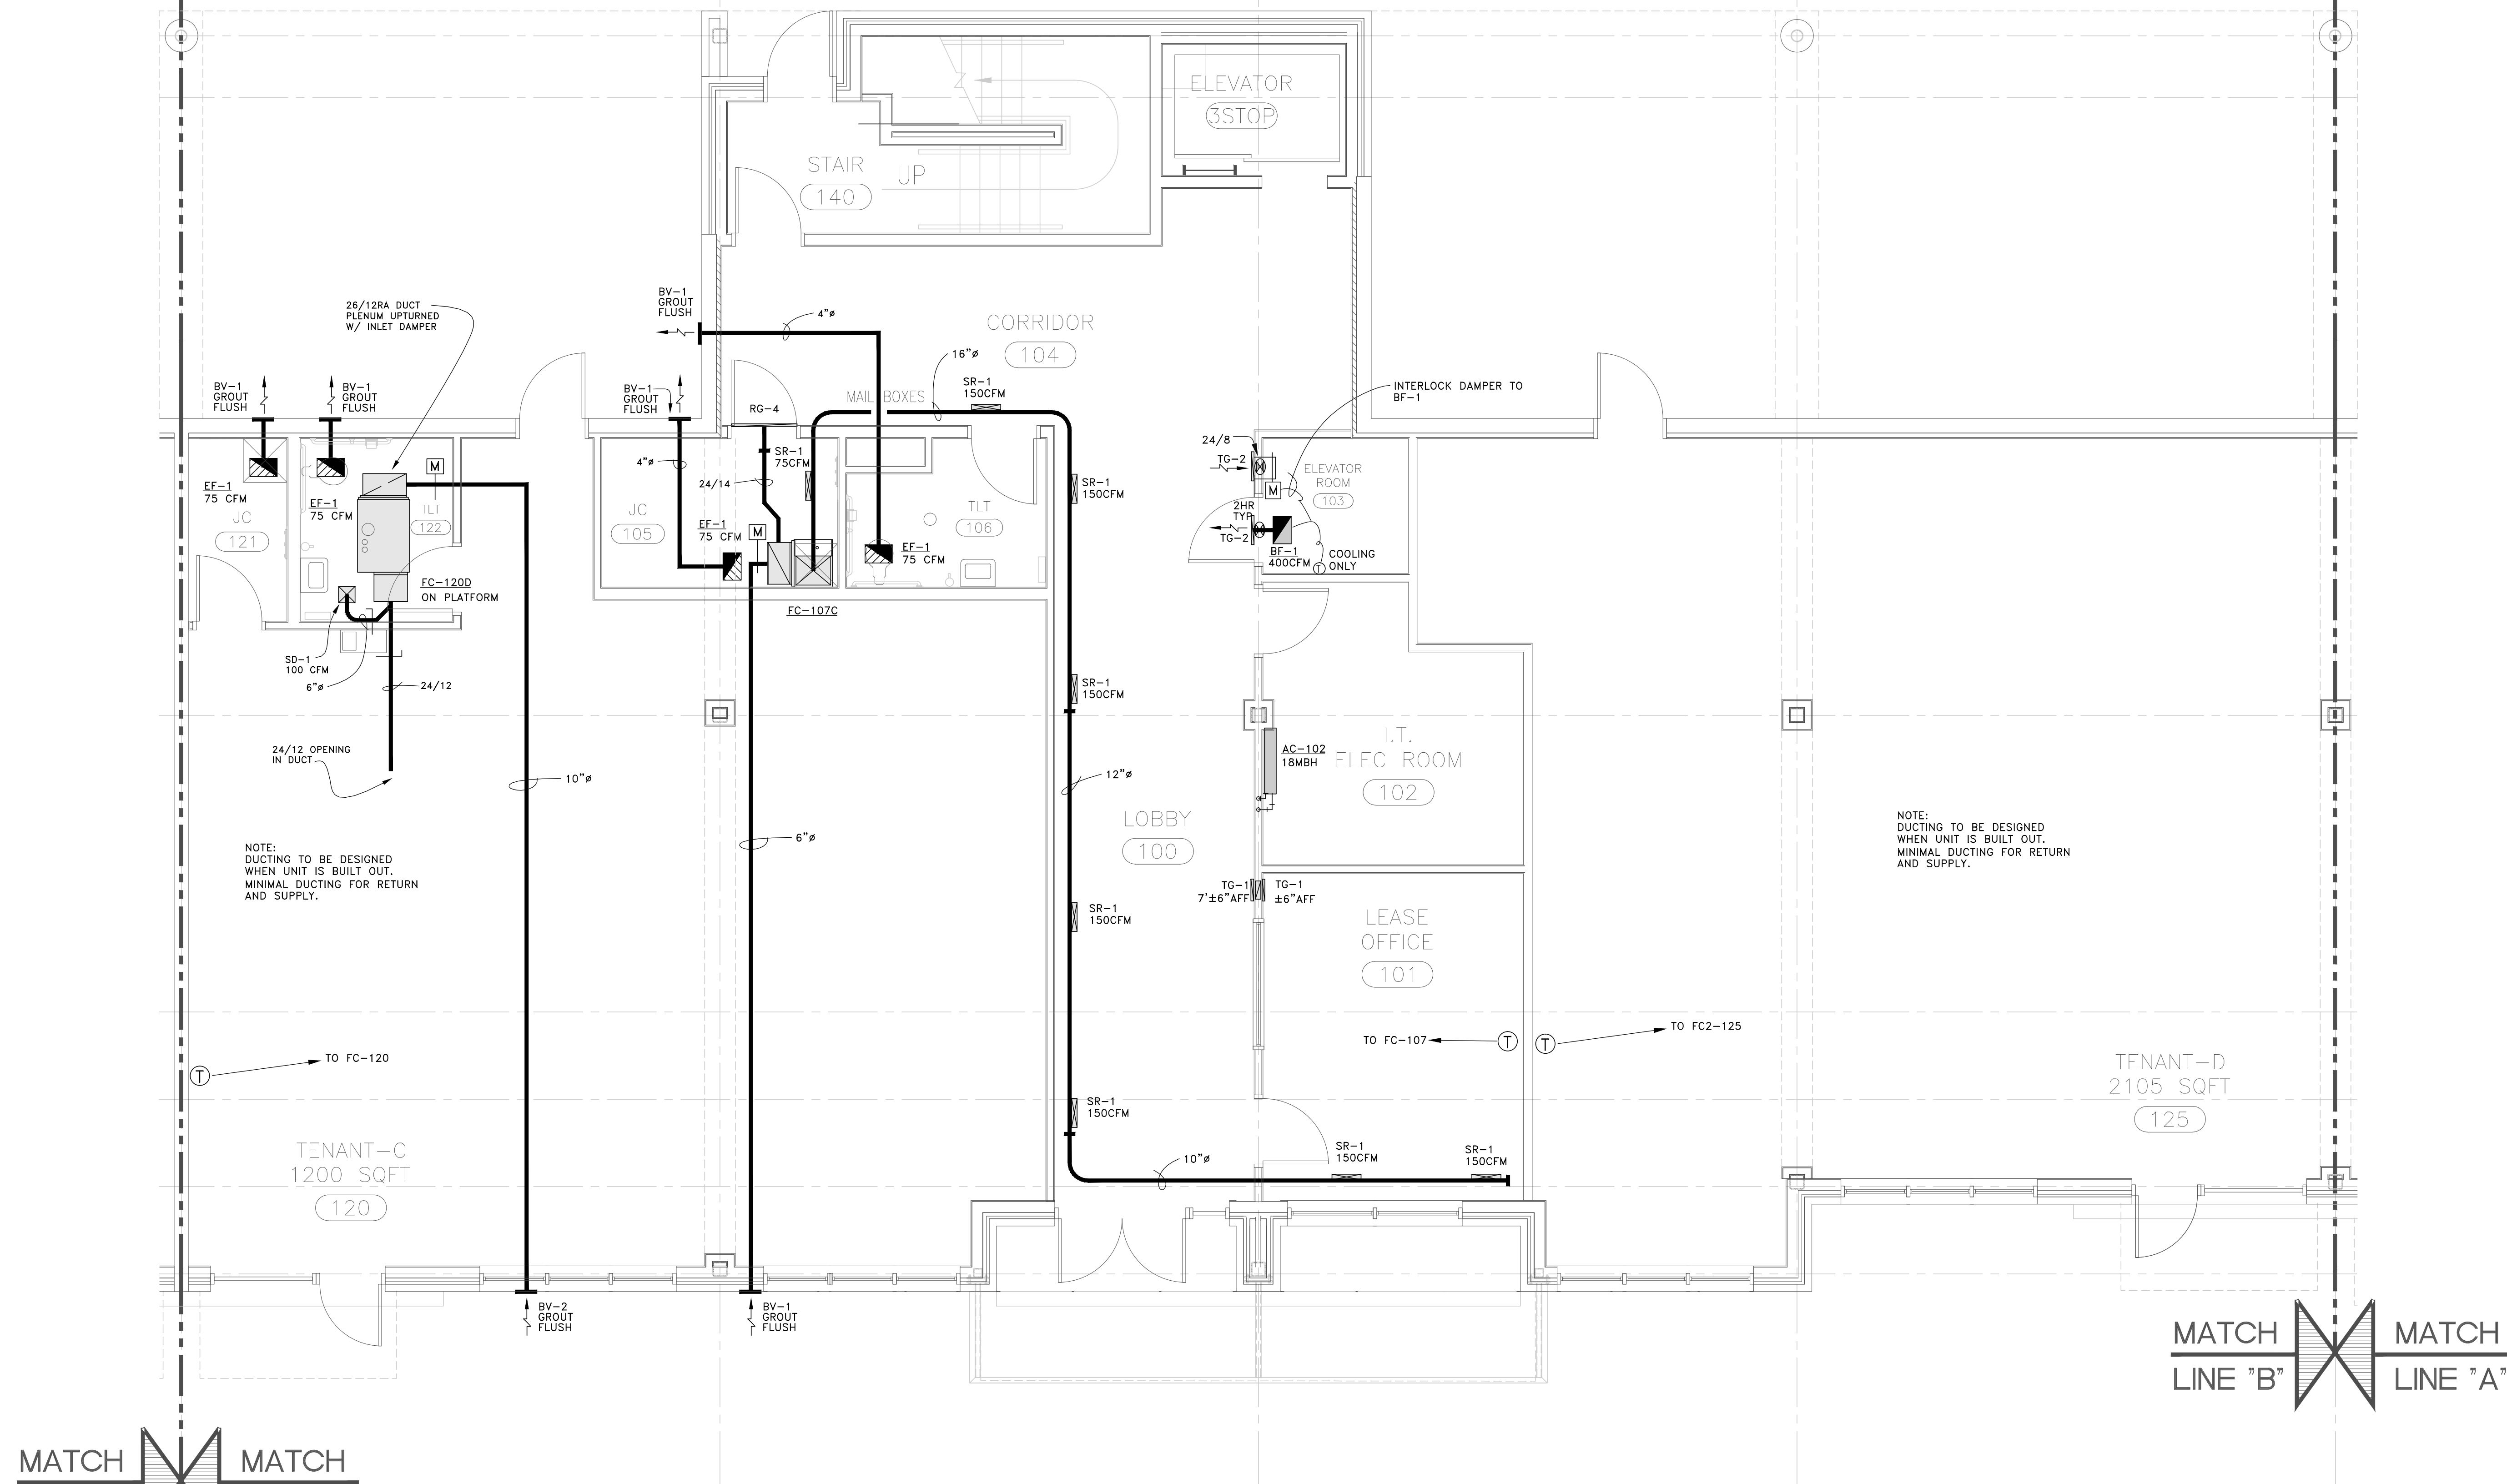 ELEVATOR
3STOP
STAIR
140
UP
BV-1
GROUT
FLUSH
26/12RA DUCT
PLENUM UPTURNED
W/ INLET DAMPER
4"ø
CORRIDOR
104
16"ø
SR-1
150CFM
MAIL BOXES
INTERLOCK DAMPER TO
BF-1
BV-1
GROUT
FLUSH
BV-1
GROUT
FLUSH
BV-1
GROUT
FLUSH
RG-4
24/8
TG-2
ELEVATOR
ROOM
103
M
4"ø
SR-1
75CFM
24/14
SR-1
150CFM
M
EF-1
75 CFM
JC
121
EF-1
75 CFM
TLT
122
JC
105
EF-1
75 CFM
M
TLT
106
EF-1
75 CFM
2HR
TYP
TG-2
BF-1
400CFM
COOLING
ONLY
T
FC-120D
ON PLATFORM
FC-107C
SD-1
100 CFM
6"ø
24/12
SR-1
150CFM
24/12 OPENING
IN DUCT
10"ø
12"ø
AC-102
18MBH
I.T.
ELEC ROOM
102
6"ø
LOBBY
100
NOTE:
DUCTING TO BE DESIGNED
WHEN UNIT IS BUILT OUT.
MINIMAL DUCTING FOR RETURN
AND SUPPLY.
NOTE:
DUCTING TO BE DESIGNED
WHEN UNIT IS BUILT OUT.
MINIMAL DUCTING FOR RETURN
AND SUPPLY.
TG-1
7'±6"AFF
TG-1
±6"AFF
SR-1
150CFM
LEASE
OFFICE
101
T
TO FC-120
TO FC-107
T
T
TO FC2-125
SR-1
150CFM
TENANT-D
2105 SQFT
125
TENANT-C
1200 SQFT
120
10"ø
SR-1
150CFM
SR-1
150CFM
BV-2
GROUT
FLUSH
BV-1
GROUT
FLUSH
MATCH
LINE "B"
MATCH
LINE "A"
MATCH
MATCH